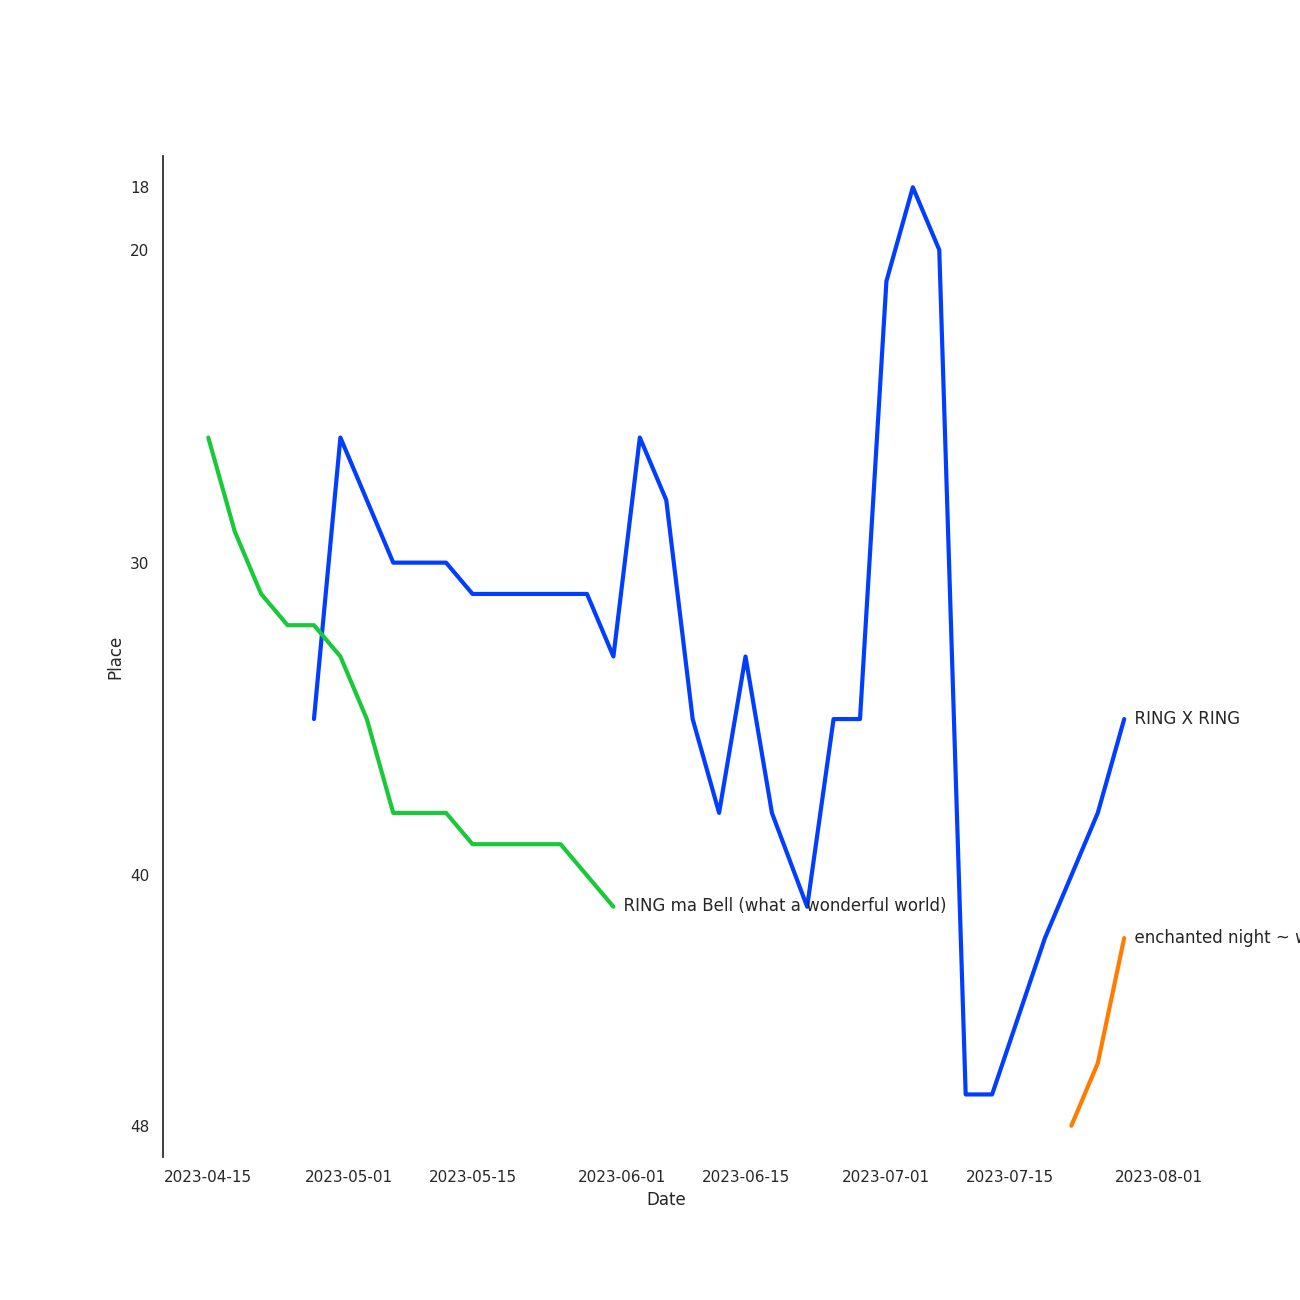 18
20
30
40
48
Place
RING X RING
RING ma Bell (what a wonderful world)
enchanted night ~
2023-04-15
2023-05-01
2023-05-15
2023-06-01
2023-06-15
2023-07-01
2023-07-15
2023-08-01
Date